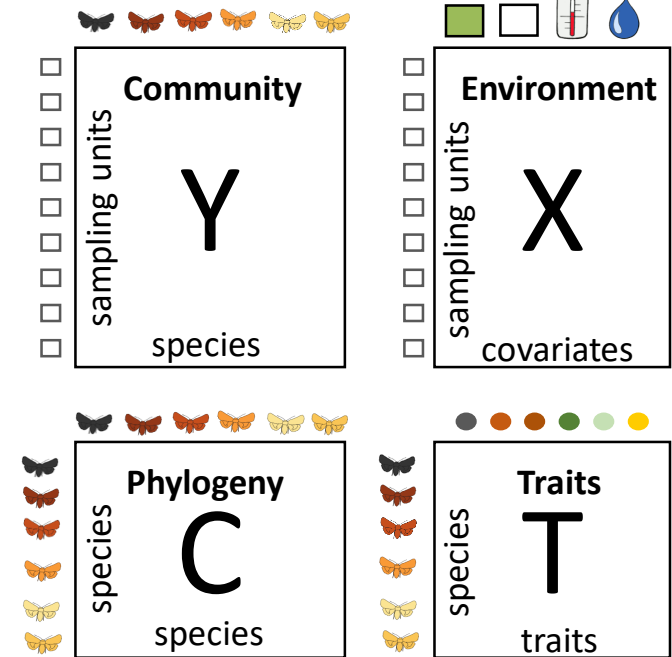 Community
sampling units
Y
species
Environment
sampling units
X
covariates
Phylogeny
species
C
species
Traits
species
T
traits